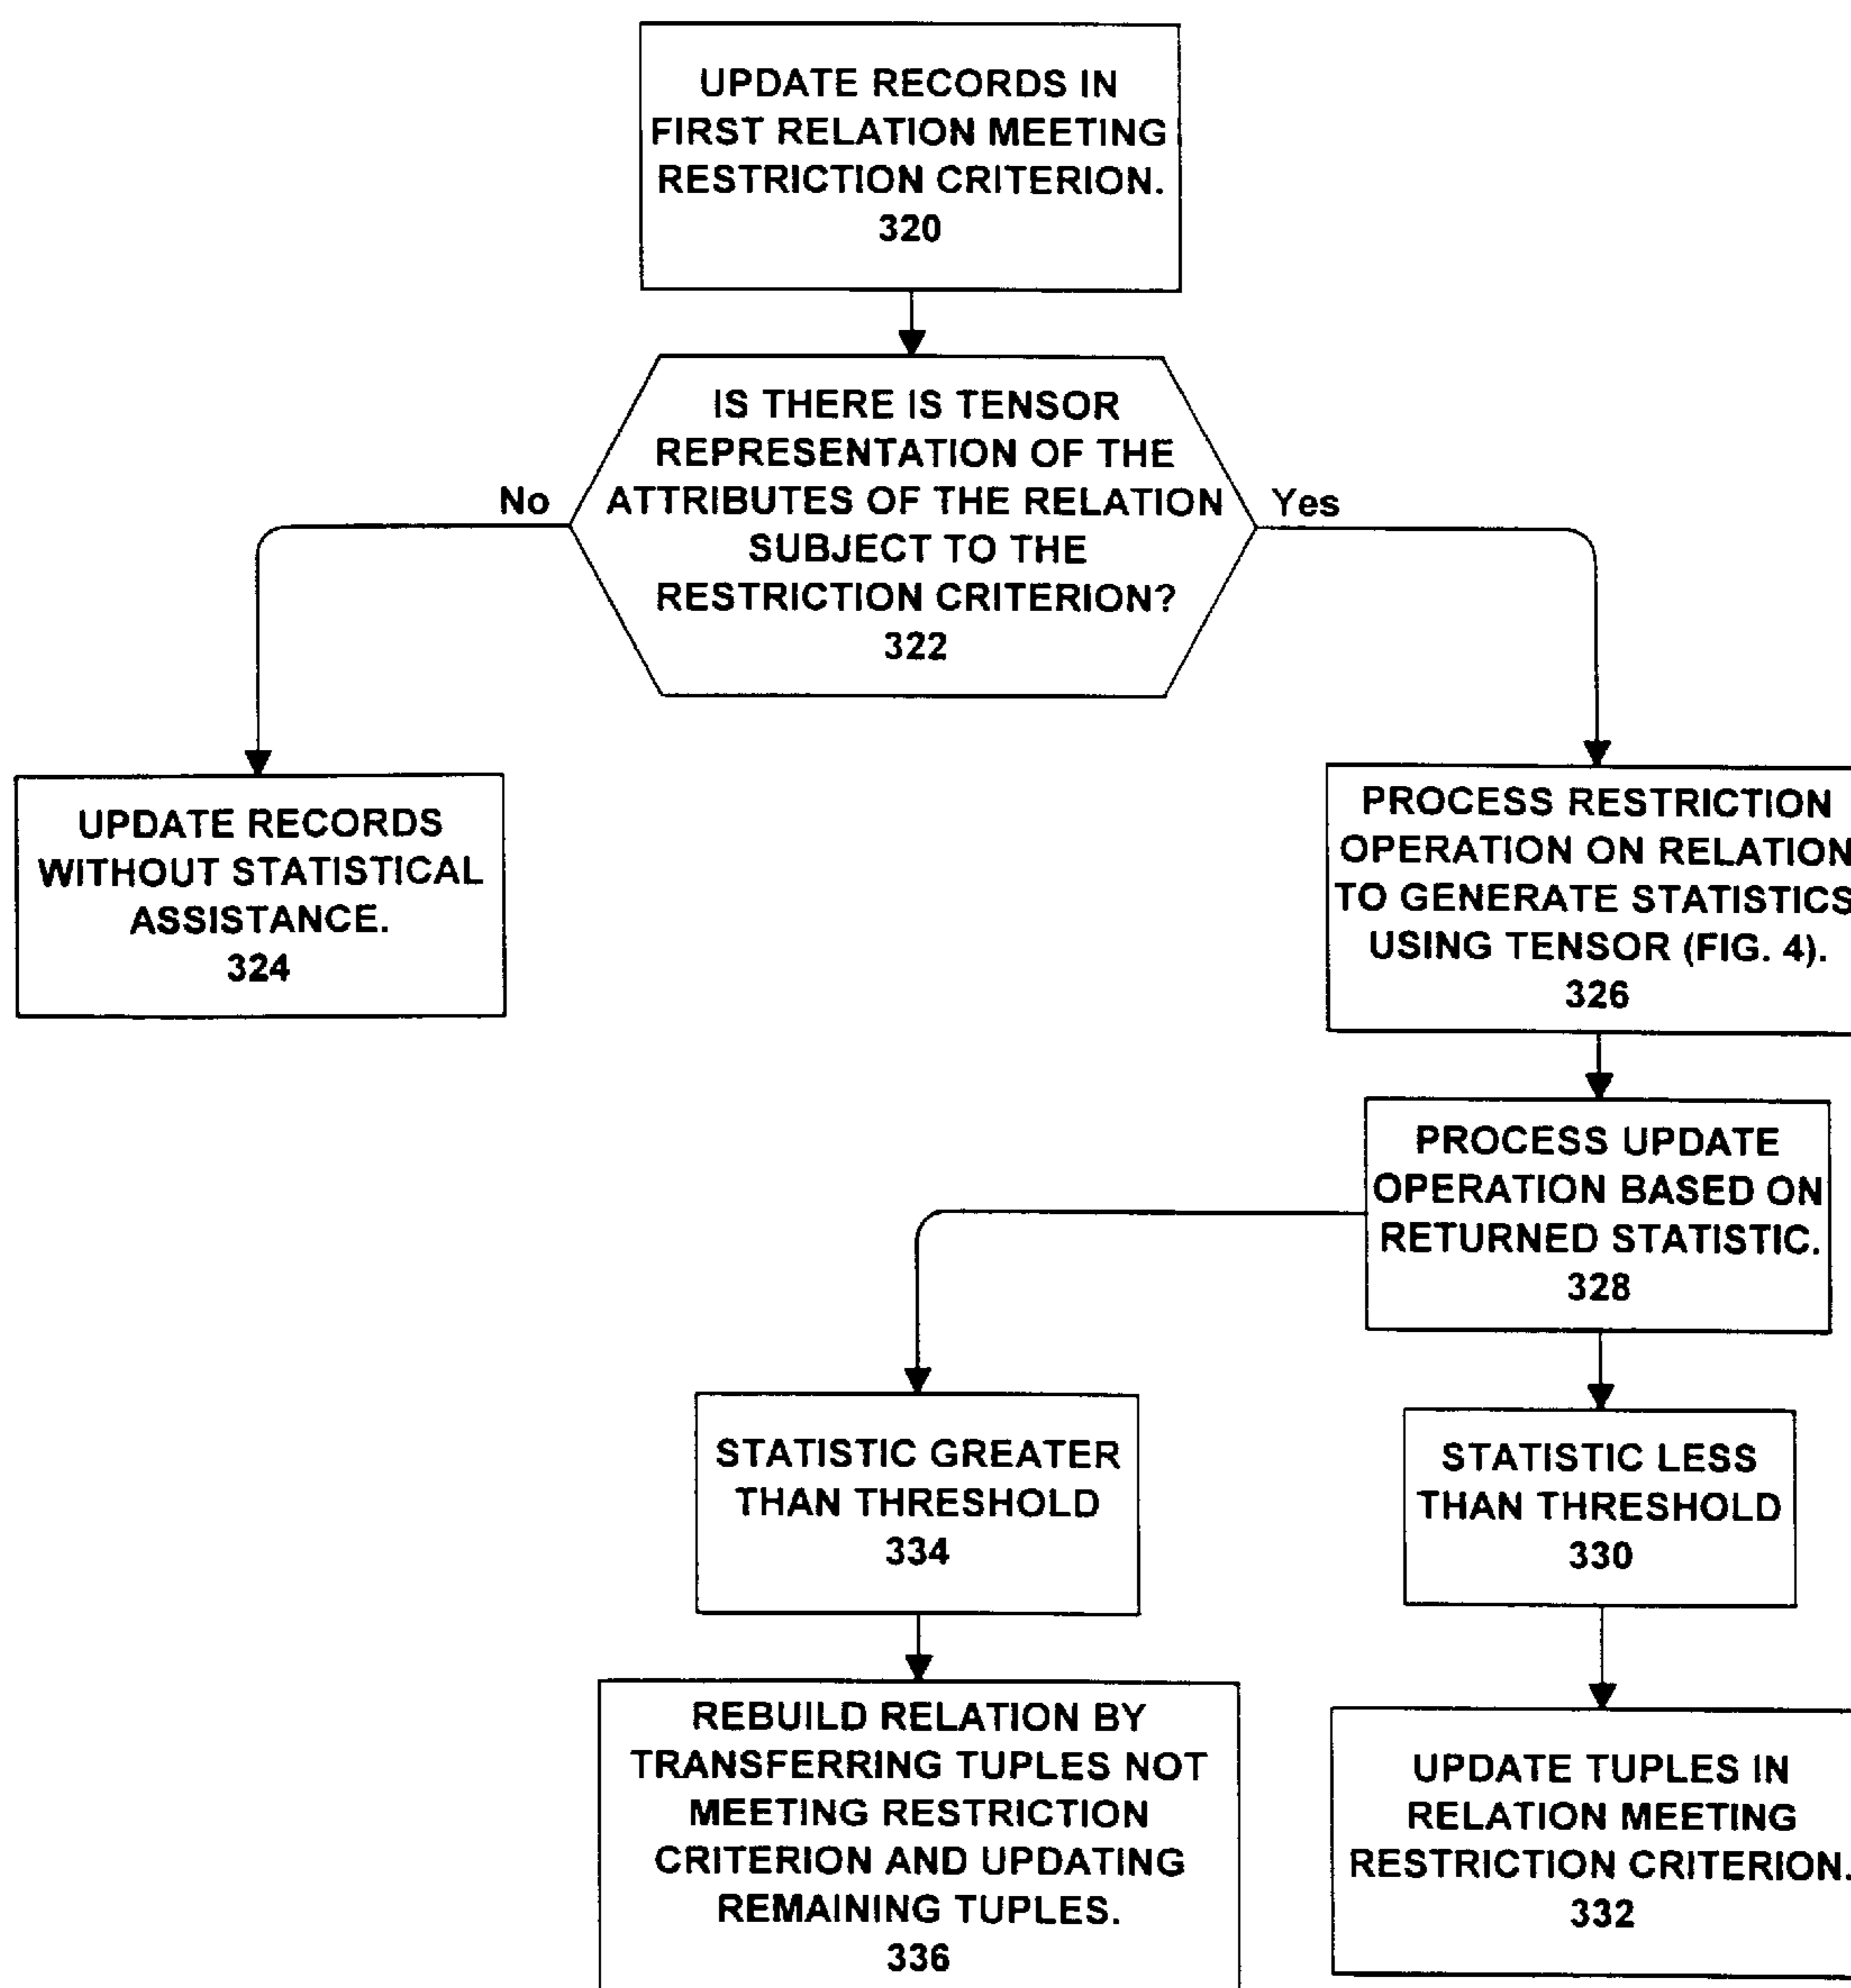 UPDATE RECORDS IN
FIRST RELATION MEETING
RESTRICTION CRITERION.
320
IS THERE IS TENSOR
REPRESENTATION OF THE
ATTRIBUTES OF THE RELATION
SUBJECT TO THE
RESTRICTION CRITERION?
322
No
Yes
UPDATE RECORDS
WITHOUT STATISTICAL
ASSISTANCE.
324
PROCESS RESTRICTION
OPERATION ON RELATION
TO GENERATE STATISTICS
USING TENSOR (FIG. 4).
326
PROCESS UPDATE
OPERATION BASED ON
RETURNED STATISTIC.
328
STATISTIC GREATER
THAN THRESHOLD
334
STATISTIC LESS
THAN THRESHOLD
330
REBUILD RELATION BY
TRANSFERRING TUPLES NOT
MEETING RESTRICTION
CRITERION AND UPDATING
REMAINING TUPLES.
336
UPDATE TUPLES IN
RELATION MEETING
RESTRICTION CRITERION.
332